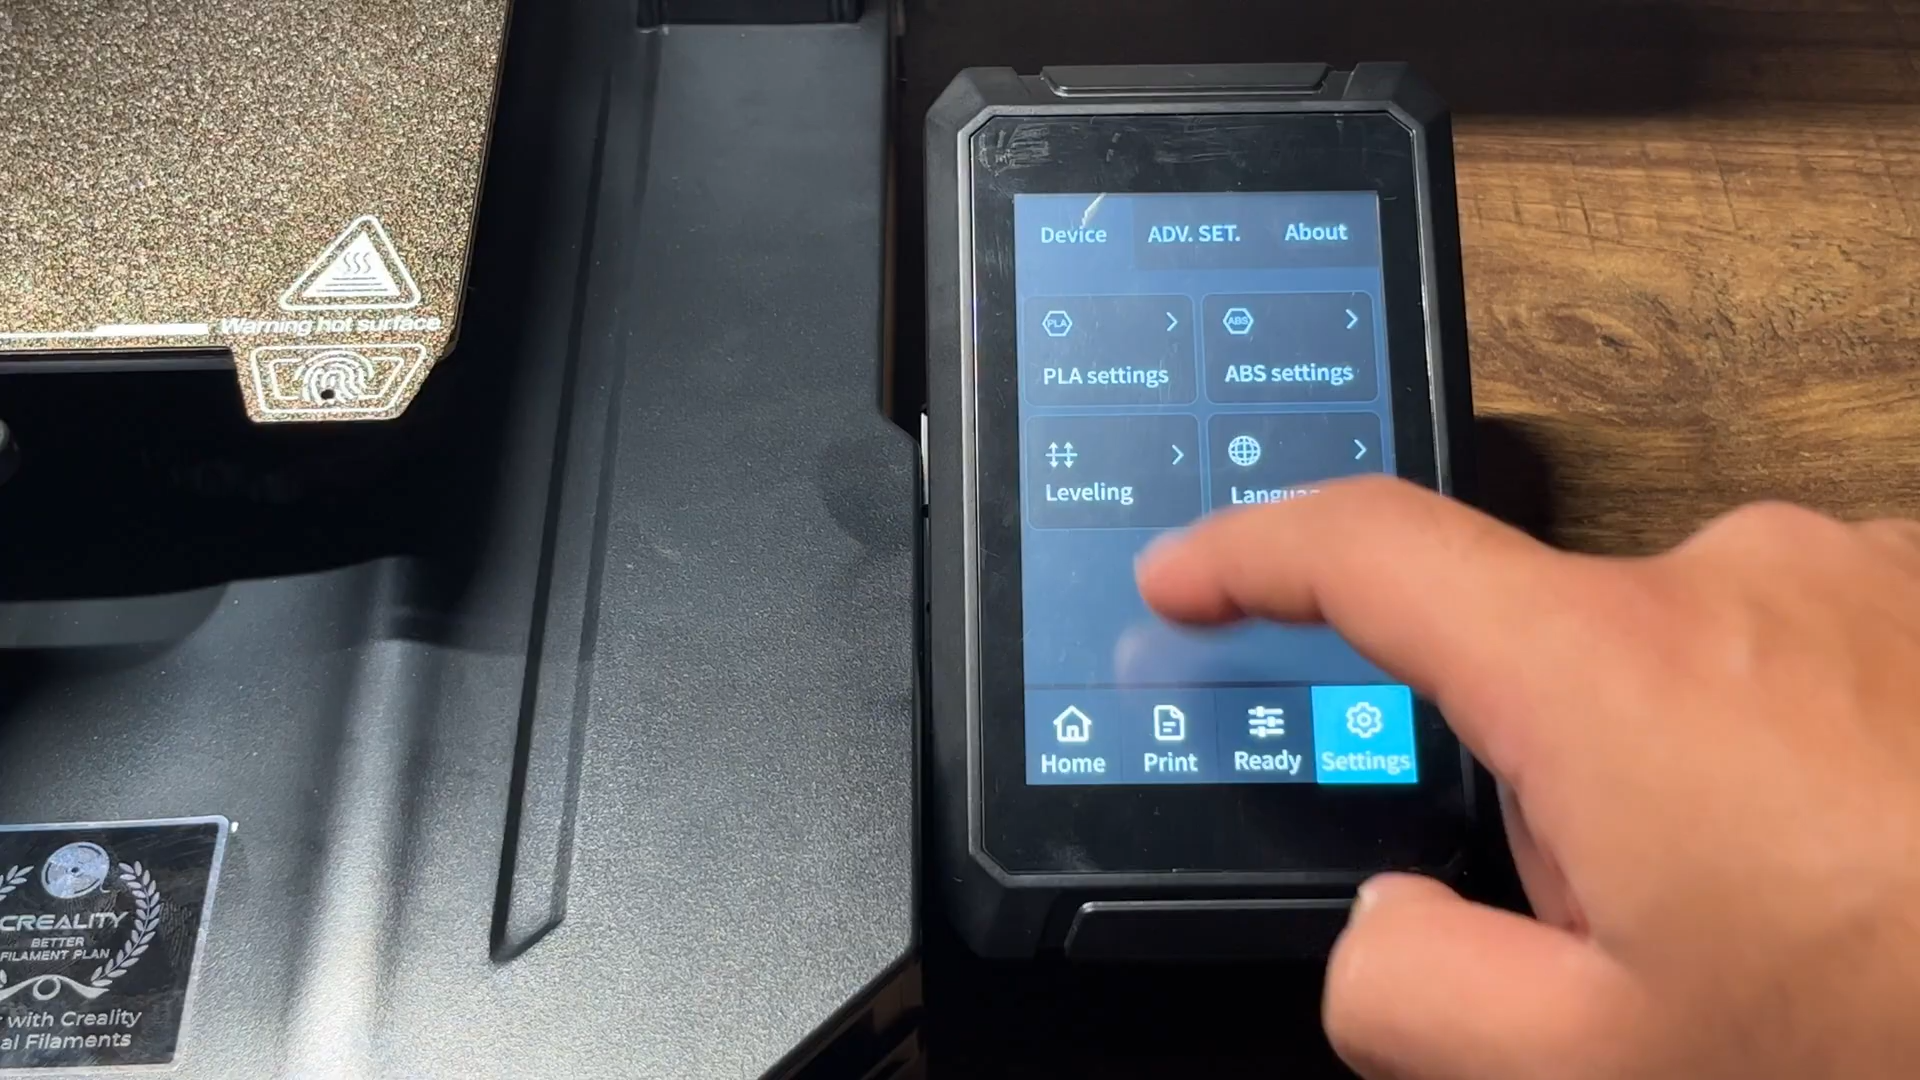 Warning hot surface
Device ADV. SET. About
PLA ABS
PLA settings ABS settings
Leveling
Home Print Ready Settings
CREALITY
BETTER
FILAMENT PLAN
with Creality
Filaments